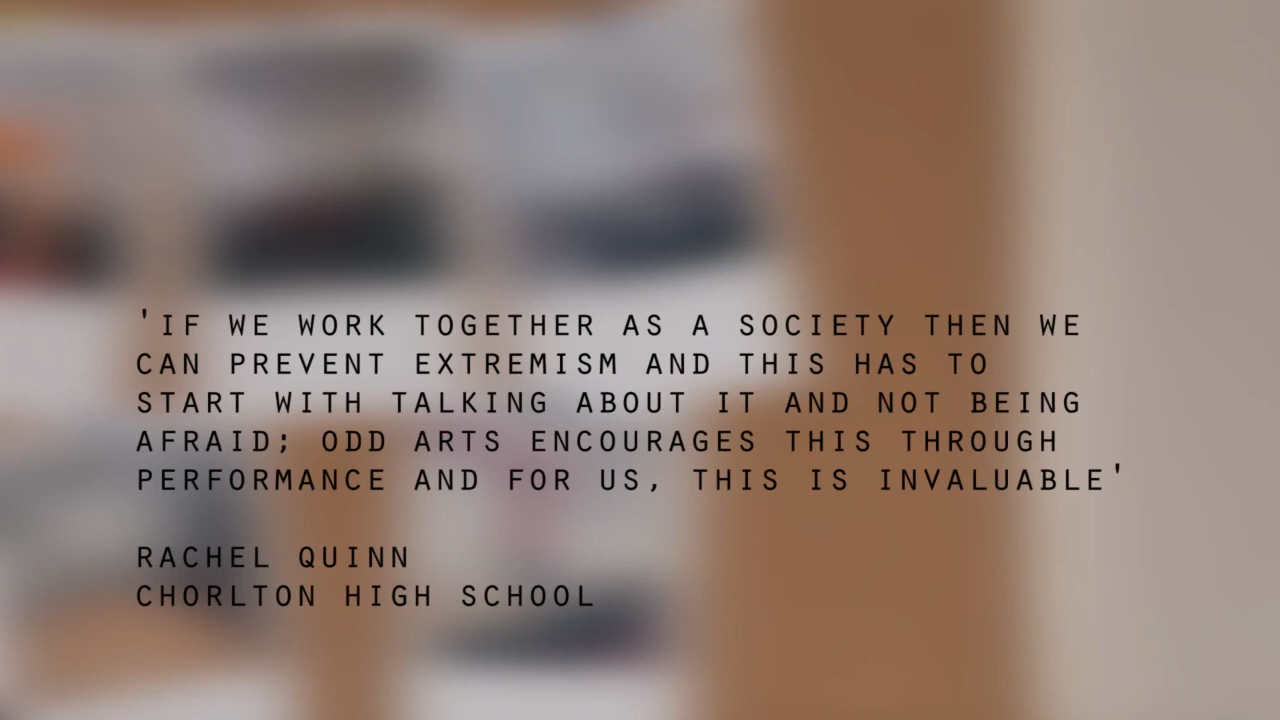 'IF WE WORK TOGETHER AS A SOCIETY THEN WE
CAN PREVENT EXTREMISM AND THIS HAS TO
START WITH TALKING ABOUT IT AND NOT BEING
AFRAID; ODD ARTS ENCOURAGES THIS THROUGH
PERFORMANCE AND FOR US, THIS IS INVALUABLE'
RACHEL QUINN
CHORLTON HIGH SCHOOL